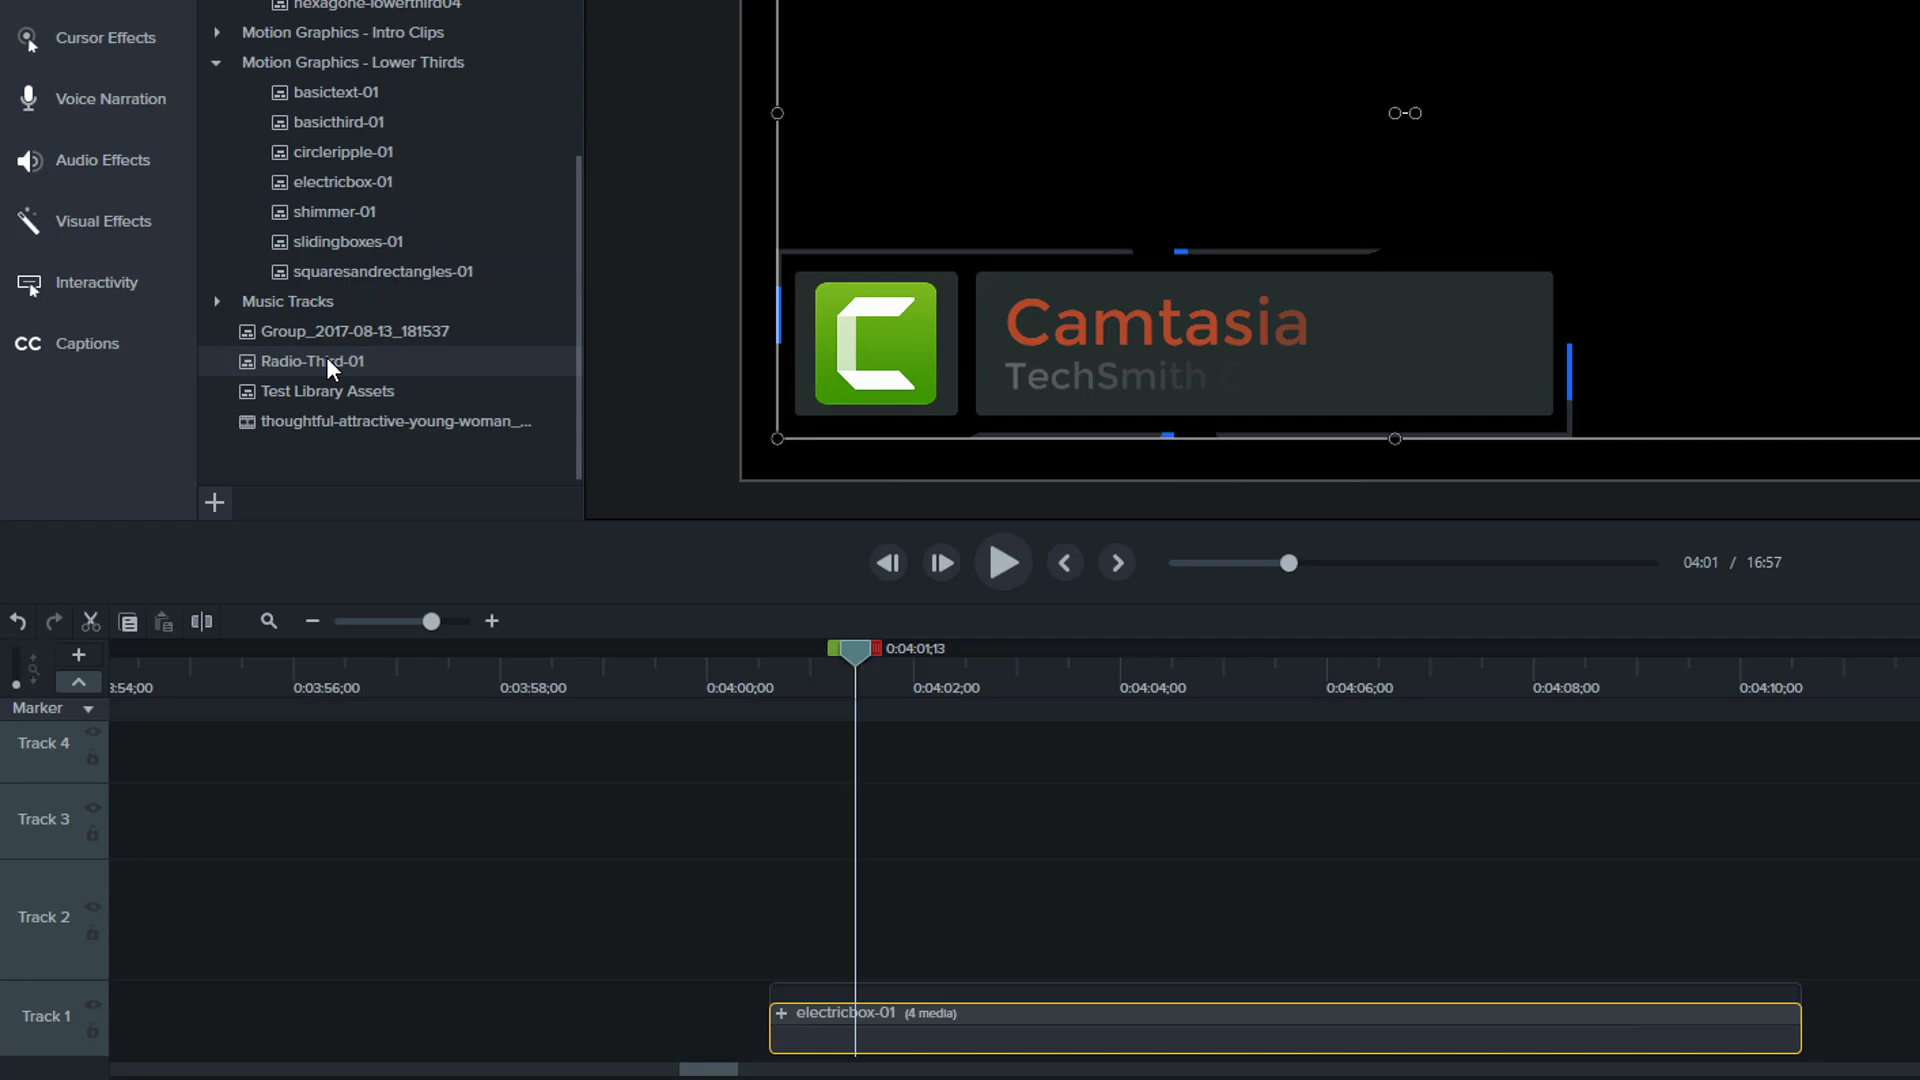 hexagone-lowerthird04
Cursor Effects
Motion Graphics - Intro Clips
Motion Graphics - Lower Thirds
basictext-01
Voice Narration
basicthird-01
circleripple-01
Audio Effects
electricbox-01
shimmer-01
Visual Effects
slidingboxes-01
squaresandrectangles-01
Interactivity
Music Tracks
Group_2017-08-13_181537
CC Captions
Radio-Third-01
Test Library Assets
thoughtful-attractive-young-woman_...
Camtasia
TechSmith
04:01 / 16:57
0:04:01;13
3:54;00
0:03:56;00
0:03:58;00
0:04:00;00
0:04:02;00
0:04:04;00
0:04:06;00
0:04:08;00
0:04:10;00
Marker
Track 4
Track 3
Track 2
Track 1
electricbox-01 (4 media)